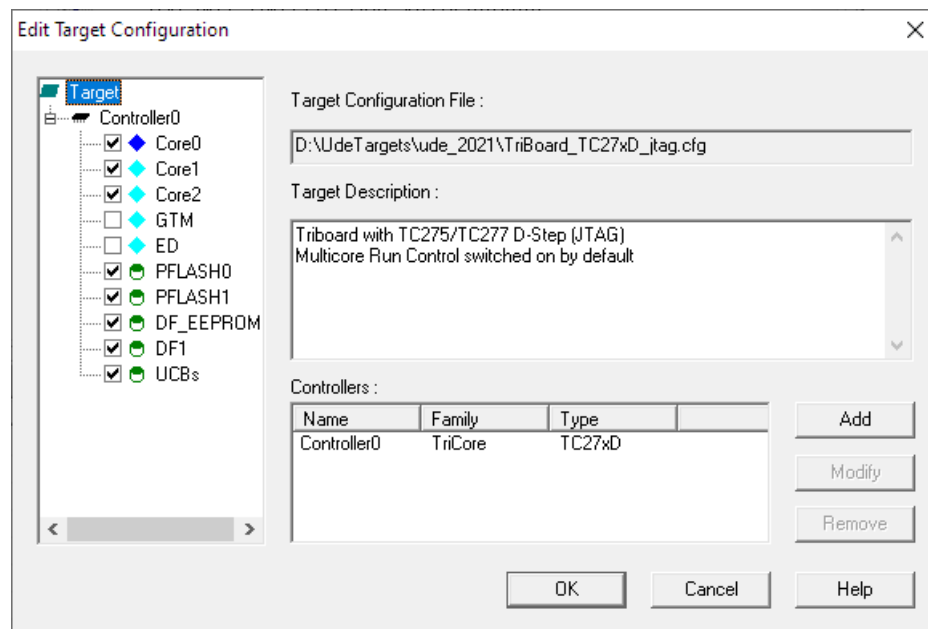 Edit Target Configuration
Target
Controller0
Core0
Core1
Core2
GTM
ED
PFLASH0
PFLASH1
DF_EEPROM
DF1
UCBs
Target Configuration File :
D:\UdeTargets\ude_2021\TriBoard_TC27xD_jtag.cfg
Target Description :
Triboard with TC275/TC277 D-Step (JTAG)
Multicore Run Control switched on by default
Controllers :
Name Family Type
Controller0 TriCore TC27xD
Add
Modify
Remove
OK Cancel Help